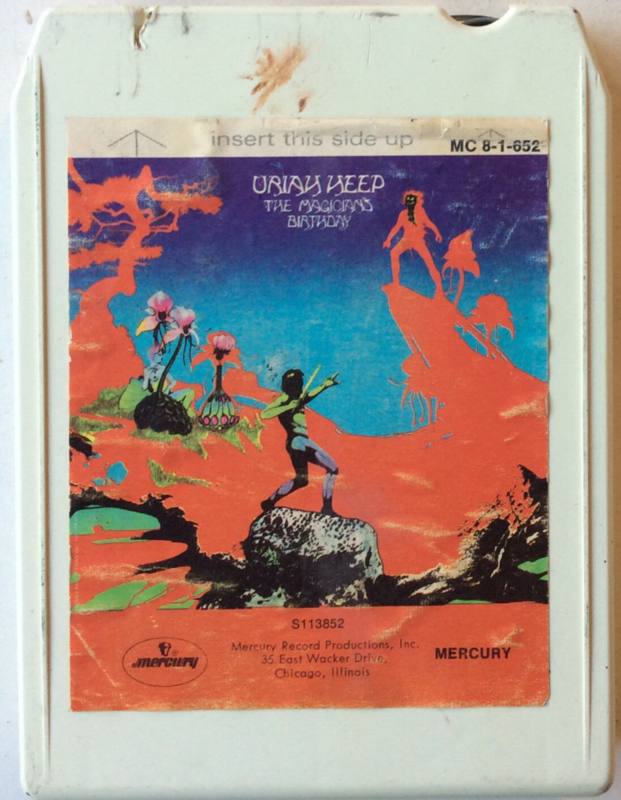 insert this side up
MC 8-1-652
URIAH HEEP
THE MAGICIAN'S
BIRTHDAY
S113852
mercury
®
Mercury Record Productions, Inc.
35 East Wacker Drive,
Chicago, Illinois
MERCURY